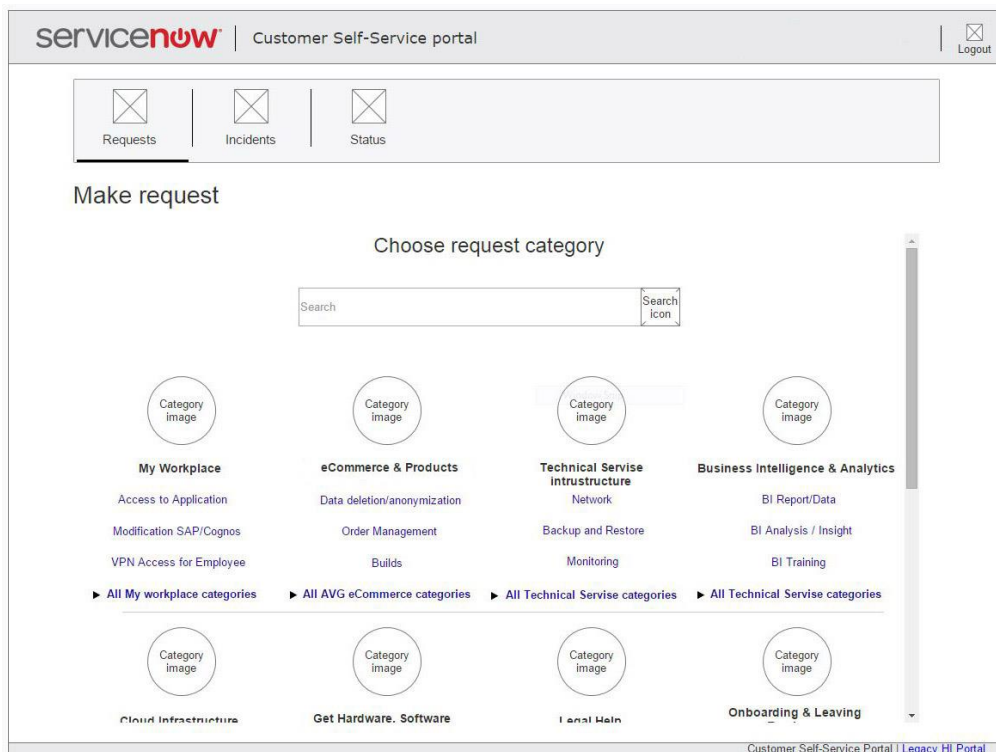 servicenow
Customer Self-Service portal
Logout
Requests
Incidents
Status
Make request
Choose request category
Search
Search
icon
Category
image
Category
image
Category
image
Category
image
My Workplace
eCommerce & Products
Technical Servise
intrustructure
Business Intelligence & Analytics
Access to Application
Data deletion/anonymization
Network
BI Report/Data
Modification SAP/Cognos
Order Management
Backup and Restore
BI Analysis / Insight
VPN Access for Employee
Builds
Monitoring
BI Training
All My workplace categories
All AVG eCommerce categories
All Technical Servise categories
All Technical Servise categories
Category
image
Category
image
Category
image
Category
image
Cloud Infrastructure
Get Hardware, Software
Legal Help
Onboarding & Leaving
Customer Self-Service Portal | Legacy HI Portal